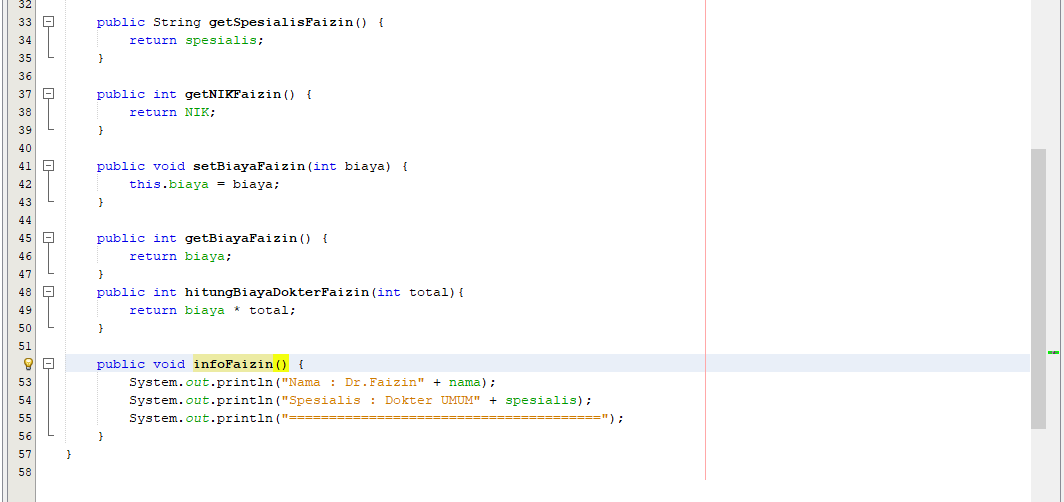 32
33 public String getSpesialisFaizin() {
34 return spesialis;
35 }
36
37 public int getNIKFaizin() {
38 return NIK;
39 }
40
41 public void setBiayaFaizin(int biaya) {
42 this.biaya = biaya;
43 }
44
45 public int getBiayaFaizin() {
46 return biaya;
47 }
48 public int hitungBiayaDokterFaizin(int total){
49 return biaya * total;
50 }
51
public void infoFaizin() {
53 System.out.println("Nama : Dr.Faizin" + nama);
54 System.out.println("Spesialis : Dokter UMUM" + spesialis);
55 System.out.println("=======================================");
56 }
57 }
58